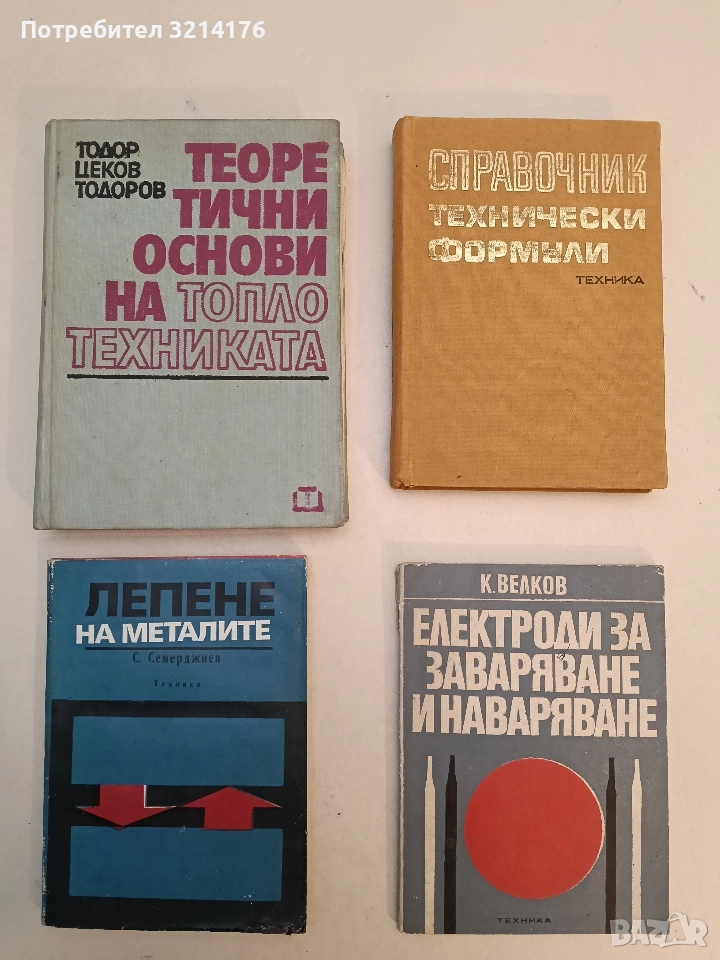 Потребител 3214176
ТОДОР
ЦЕКОВ
ТОДОРОВ
ТЕОРЕ
ТИЧНИ
ОСНОВИ
НА ТОПЛО
ТЕХНИКАТА
СПРАВОЧНИК
ТЕХНИЧЕСКИ
ФОРМУЛИ
ТЕХНИКА
ЛЕПЕНЕ
НА МЕТАЛИТЕ
С. Семерджиев
Техника
К. ВЕЛКОВ
ЕЛЕКТРОДИ ЗА
ЗАВАРЯВАНЕ
И НАВАРЯВАНЕ
ТЕХНИКА
BAZAR